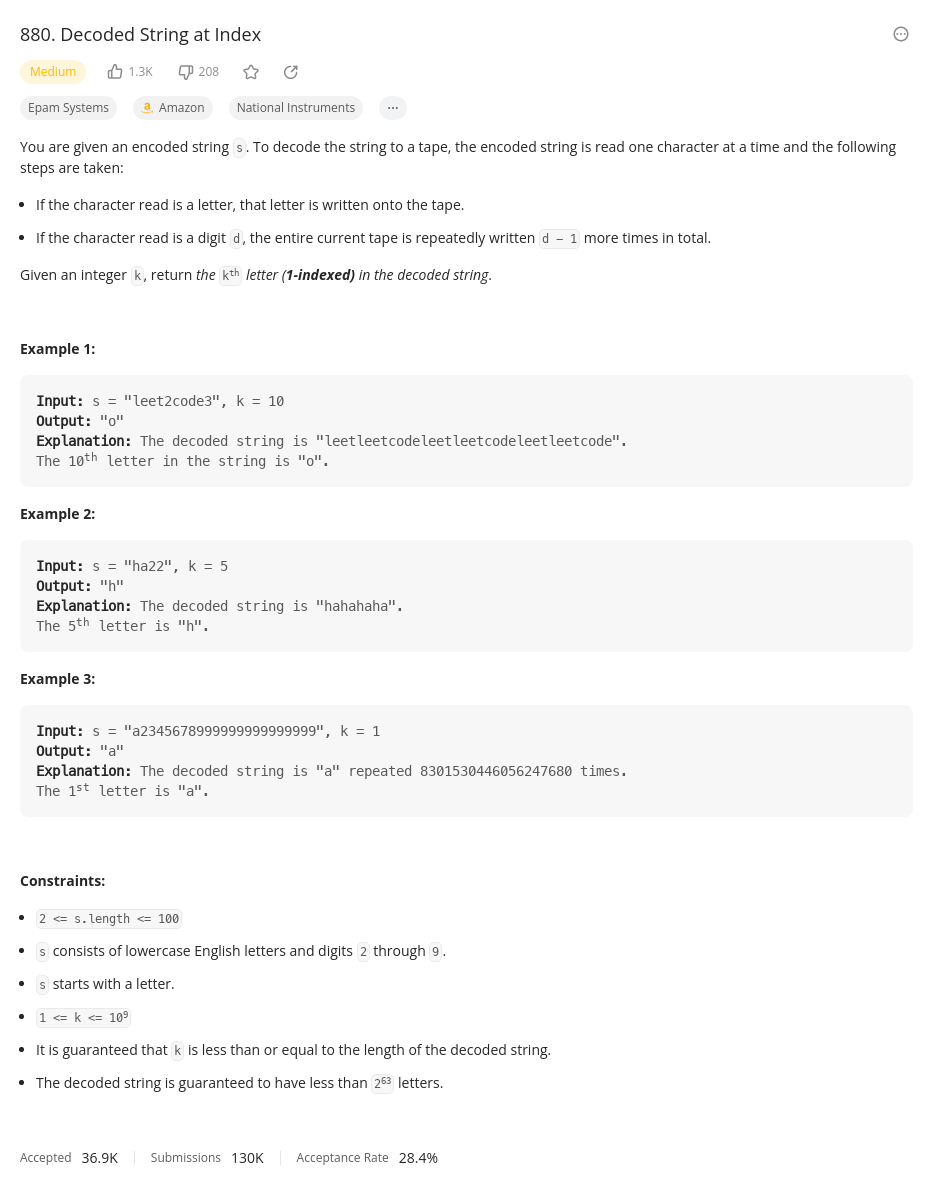 880. Decoded String at Index
Medium 1.3K 208
Epam Systems Amazon National Instruments ...
You are given an encoded string s. To decode the string to a tape, the encoded string is read one character at a time and the following
steps are taken:
• If the character read is a letter, that letter is written onto the tape.
• If the character read is a digit d, the entire current tape is repeatedly written d - 1 more times in total.
Given an integer k, return the kth letter (1-indexed) in the decoded string.
Example 1:
Input: s = "leet2code3", k = 10
Output: "o"
Explanation: The decoded string is "leetleetcodeleetleetcodeleetleetcode".
The 10th letter in the string is "o".
Example 2:
Input: s = "ha22", k = 5
Output: "h"
Explanation: The decoded string is "hahahaha".
The 5th letter is "h".
Example 3:
Input: s = "a2345678999999999999999", k = 1
Output: "a"
Explanation: The decoded string is "a" repeated 8301530446056247680 times.
The 1st letter is "a".
Constraints:
• 2 <= s.length <= 100
• s consists of lowercase English letters and digits 2 through 9.
• s starts with a letter.
• 1 <= k <= 10^9
• It is guaranteed that k is less than or equal to the length of the decoded string.
• The decoded string is guaranteed to have less than 2^63 letters.
Accepted 36.9K Submissions 130K Acceptance Rate 28.4%